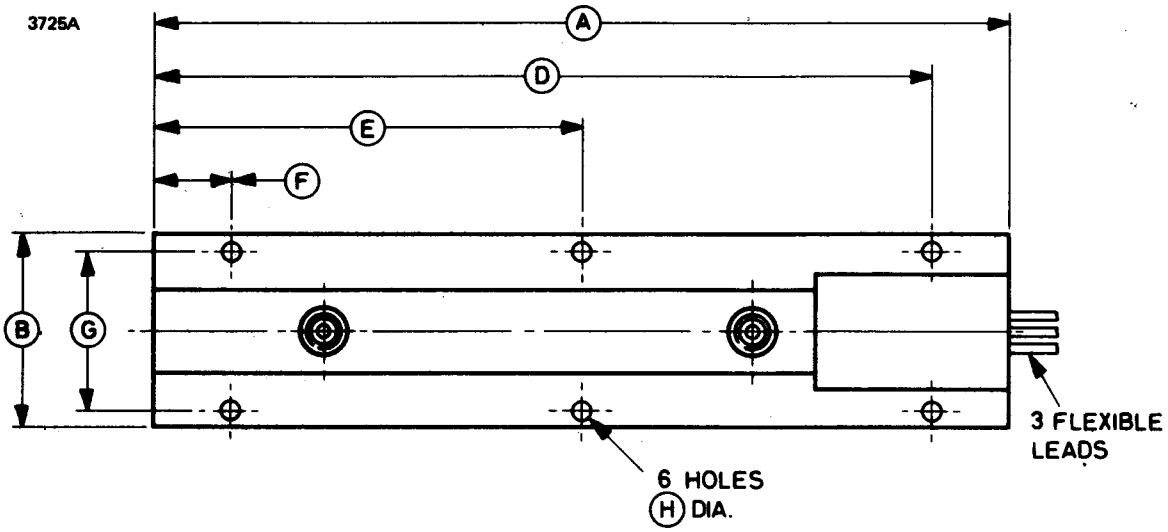 3725A
A
D
E
F
B
G
3 FLEXIBLE
LEADS
6 HOLES
H DIA.